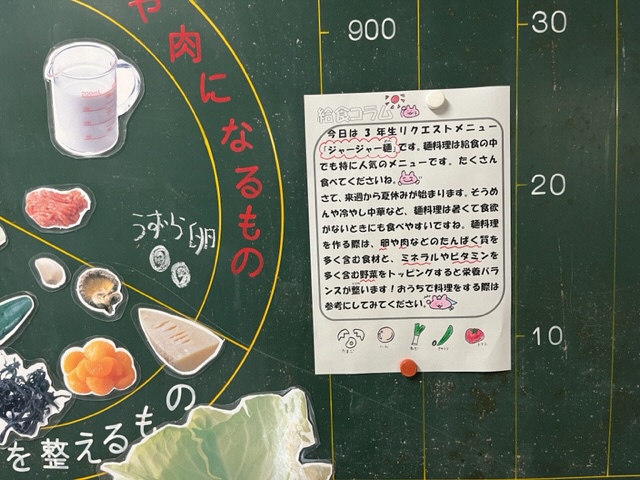 や肉になるもの
うずら卵
を整えるもの
900
30
20
10
給食コラム
今日は3年生リクエストメニュー
「ジャージャー麺」です。麺料理は給食の中
でも特に人気のメニューです。たくさん
食べてくださいね。
さて、来週から夏休みが始まります。そうめ
んや冷やし中華など、麺料理は暑くて食欲
がないときにも食べやすいですね。麺料理
を作る際は、卵や肉などのたんぱく質を
多く含む食材と、ミネラルやビタミンを
多く含む野菜をトッピングすると栄養バラ
ンスが整います！おうちで料理をする際は
参考にしてみてください。
たまご